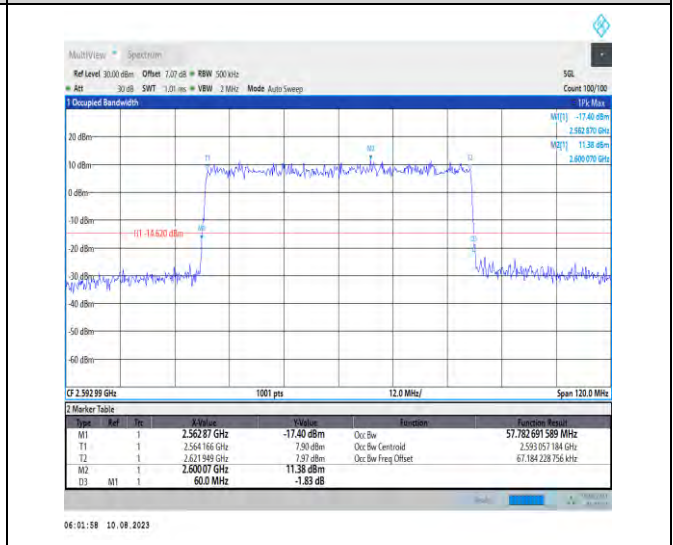 MultiView Spectrum
Ref Level 30.00 dBm Offset 7.07 dB RBW 500 kHz SGL
Att 30 dB SWT 1.01 ms VBW 2 MHz Mode Auto Sweep Count 100/100
1 Occupied Bandwidth 1Pk Max
M1[1] -17.40 dBm
2.562 870 GHz
M2[1] 11.38 dBm
2.600 070 GHz
20 dBm
M2
T1 T2
10 dBm
0 dBm
-10 dBm
H1 -14.620 dBm M1
D3
-20 dBm
-30 dBm
-40 dBm
-50 dBm
-60 dBm
CF 2.592 99 GHz 1001 pts 12.0 MHz/ Span 120.0 MHz
2 Marker Table
Type Ref Trc X-Value Y-Value Function Function Result
M1 1 2.562 87 GHz -17.40 dBm Occ Bw 57.782 691 589 MHz
T1 1 2.564 166 GHz 7.90 dBm Occ Bw Centroid 2.593 057 184 GHz
T2 1 2.621 949 GHz 7.97 dBm Occ Bw Freq Offset 67.184 228 756 kHz
M2 1 2.600 07 GHz 11.38 dBm
D3 M1 1 60.0 MHz -1.83 dB
06:01:58 10.08.2023